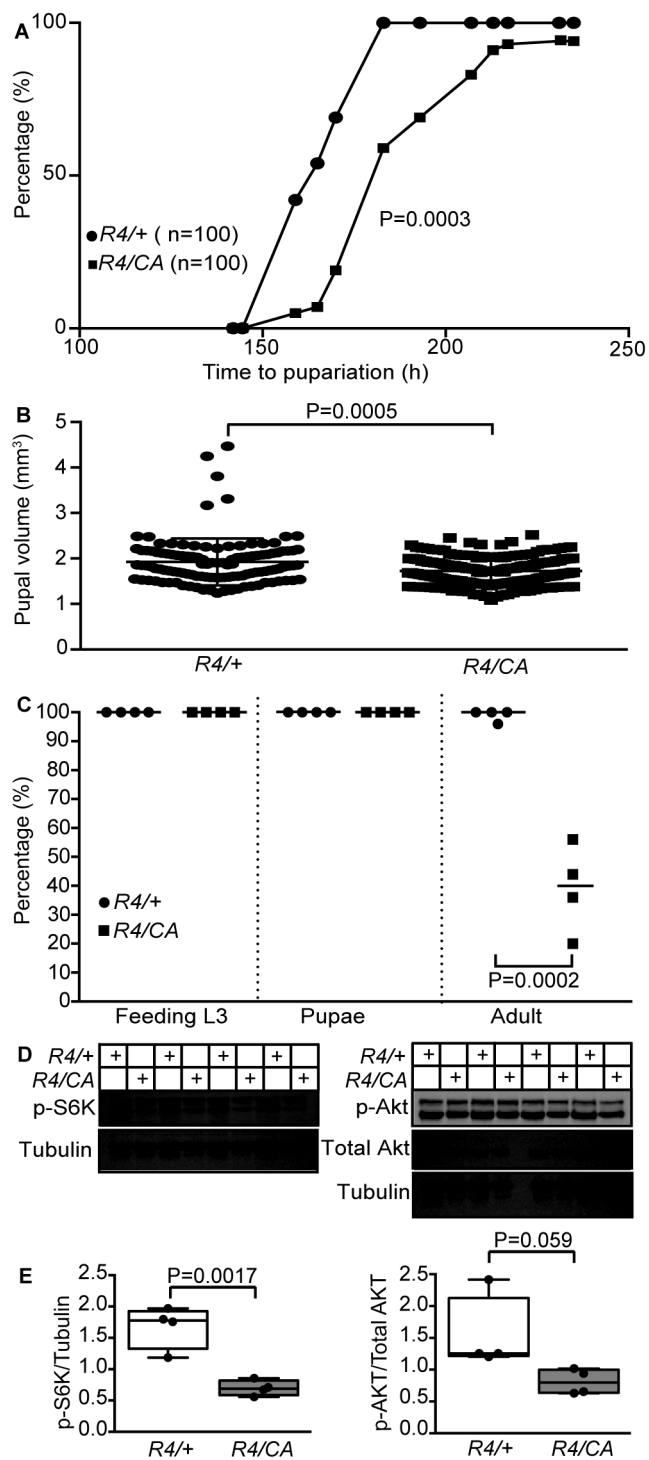 A
Percentage (%)
100
50
0
R4/+ ( n=100)
R4/CA (n=100)
P=0.0003
100 150 200 250
Time to pupariation (h)
B
Pupal volume (mm³)
5
4
3
2
1
0
P=0.0005
R4/+ R4/CA
C
Percentage (%)
100
90
80
70
60
50
40
30
20
10
0
R4/+
R4/CA
P=0.0002
Feeding L3 Pupae Adult
D
R4/+ + + + +
R4/CA + + + +
p-S6K
Tubulin
R4/+ + + + +
R4/CA + + + +
p-Akt
Total Akt
Tubulin
E
p-S6K/Tubulin
2.5
2.0
1.5
1.0
0.5
0.0
P=0.0017
R4/+ R4/CA
p-AKT/Total AKT
2.5
2.0
1.5
1.0
0.5
0.0
P=0.059
R4/+ R4/CA